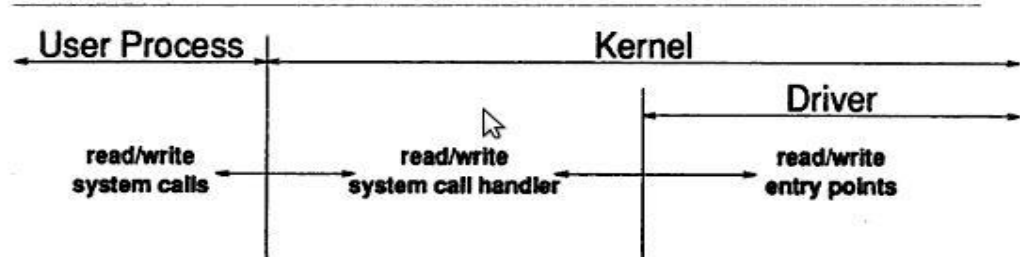 User Process Kernel
Driver
read/write read/write read/write
system calls system call handler entry points